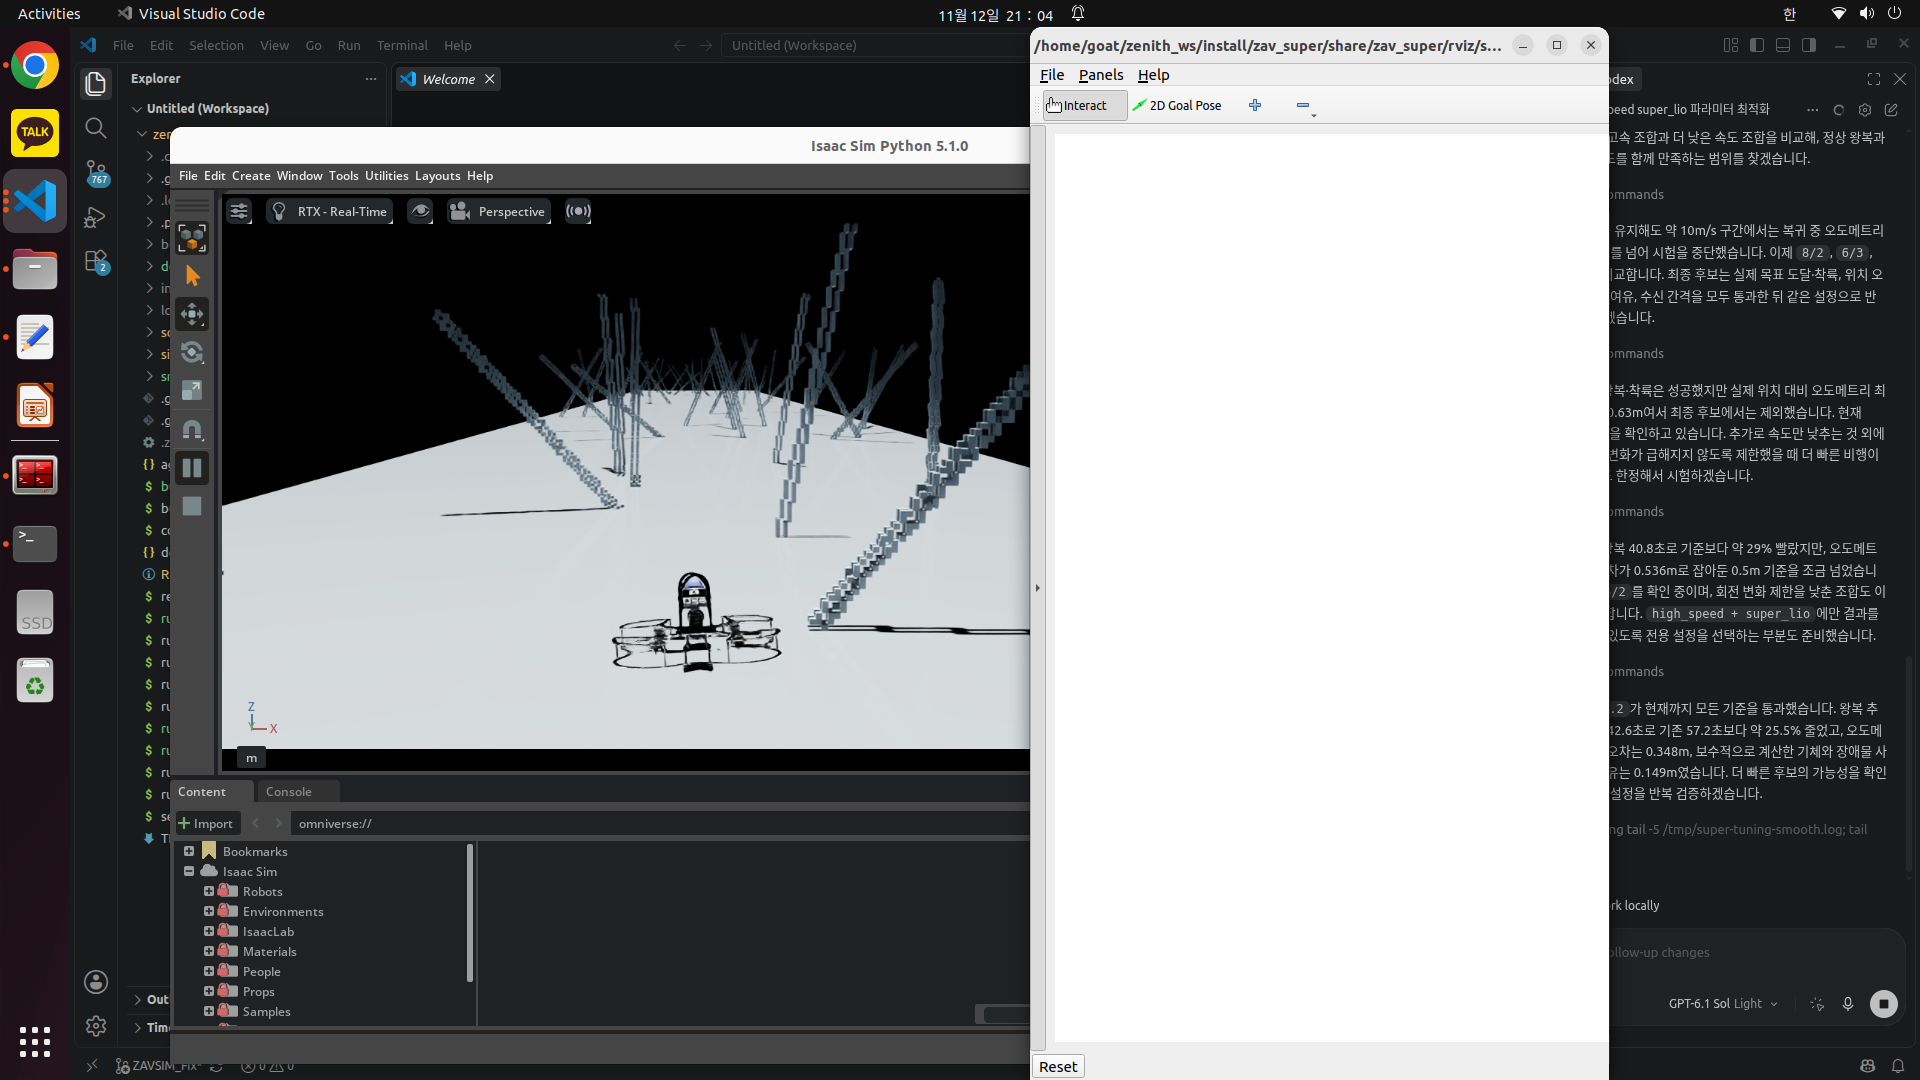 Activities
Visual Studio Code
11월 12일 21 : 04
한
File Edit Selection View Go Run Terminal Help
Untitled (Workspace)
Explorer
Welcome
Untitled (Workspace)
767
2
TALK
SSD
Isaac Sim Python 5.1.0
File Edit Create Window Tools Utilities Layouts Help
RTX - Real-Time
Perspective
Z
X
m
Content
Console
Import
omniverse://
Bookmarks
Isaac Sim
Robots
Environments
IsaacLab
Materials
People
Props
Samples
ZAVSIM_Fix*
/home/goat/zenith_ws/install/zav_super/share/zav_super/rviz/s...
File Panels Help
Interact
2D Goal Pose
Reset
dex
peed super_lio 파라미터 최적화
고속 조합과 더 낮은 속도 조합을 비교해, 정상 왕복과
를 함께 만족하는 범위를 찾겠습니다.
ommands
유지해도 약 10m/s 구간에서는 복귀 중 오도메트리
를 넘어 시험을 중단했습니다. 이제 8/2, 6/3,
비교합니다. 최종 후보는 실제 목표 도달·착륙, 위치 오
여유, 수신 간격을 모두 통과한 뒤 같은 설정으로 반
겠습니다.
ommands
왕복·착륙은 성공했지만 실제 위치 대비 오도메트리 최
0.63m여서 최종 후보에서는 제외했습니다. 현재
을 확인하고 있습니다. 추가로 속도만 낮추는 것 외에
변화가 급해지지 않도록 제한했을 때 더 빠른 비행이
한정해서 시험하겠습니다.
ommands
왕복 40.8초로 기준보다 약 29% 빨랐지만, 오도메트
차가 0.536m로 잡아둔 0.5m 기준을 조금 넘었습니
/2 를 확인 중이며, 회전 변화 제한을 낮춘 조합도 이
합니다. high_speed + super_lio 에만 결과를
있도록 전용 설정을 선택하는 부분도 준비했습니다.
ommands
.2 가 현재까지 모든 기준을 통과했습니다. 왕복 추
42.6초로 기존 57.2초보다 약 25.5% 줄었고, 오도메
오차는 0.348m, 보수적으로 계산한 기체와 장애물 사
유는 0.149m였습니다. 더 빠른 후보의 가능성을 확인
설정을 반복 검증하겠습니다.
ng tail -5 /tmp/super-tuning-smooth.log; tail
rk locally
llow-up changes
GPT-6.1 Sol Light